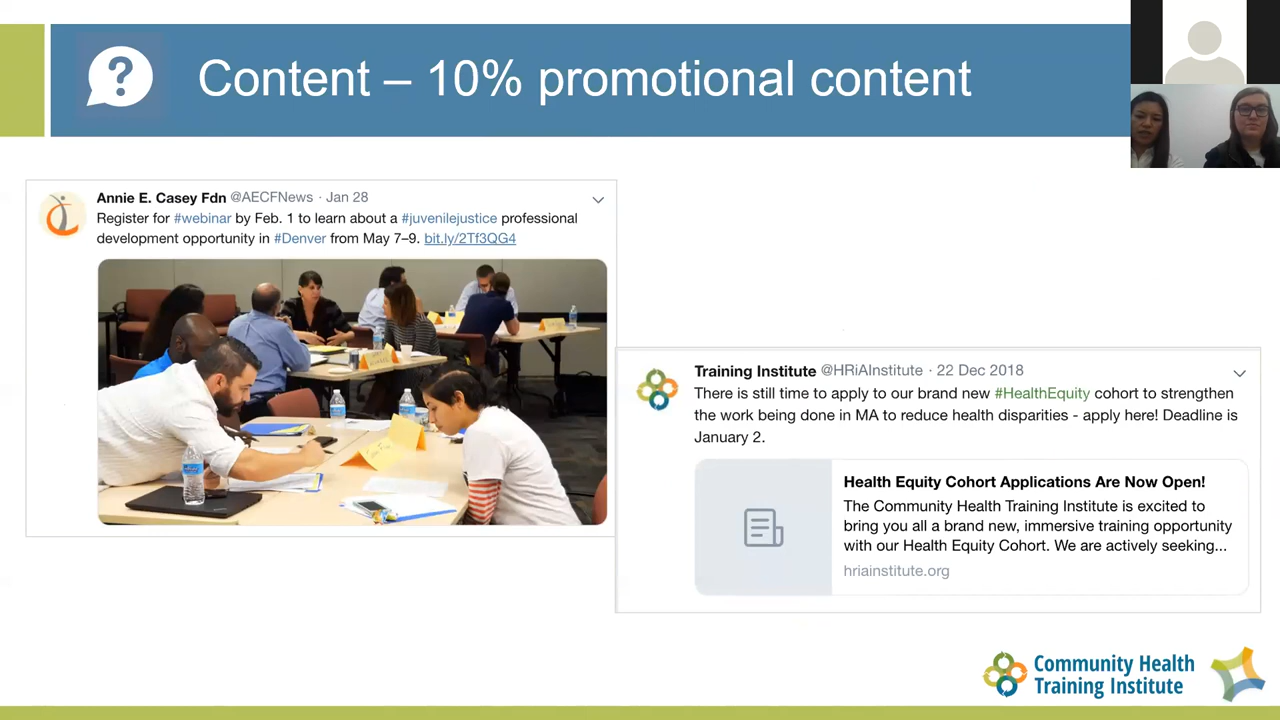 ?
Content – 10% promotional content
Annie E. Casey Fdn @AECFNews · Jan 28
Register for #webinar by Feb. 1 to learn about a #juvenilejustice professional
development opportunity in #Denver from May 7–9. bit.ly/2Tf3QG4
Training Institute @HRiAInstitute · 22 Dec 2018
There is still time to apply to our brand new #HealthEquity cohort to strengthen
the work being done in MA to reduce health disparities - apply here! Deadline is
January 2.
Health Equity Cohort Applications Are Now Open!
The Community Health Training Institute is excited to
bring you all a brand new, immersive training opportunity
with our Health Equity Cohort. We are actively seeking...
hriainstitute.org
Community Health
Training Institute